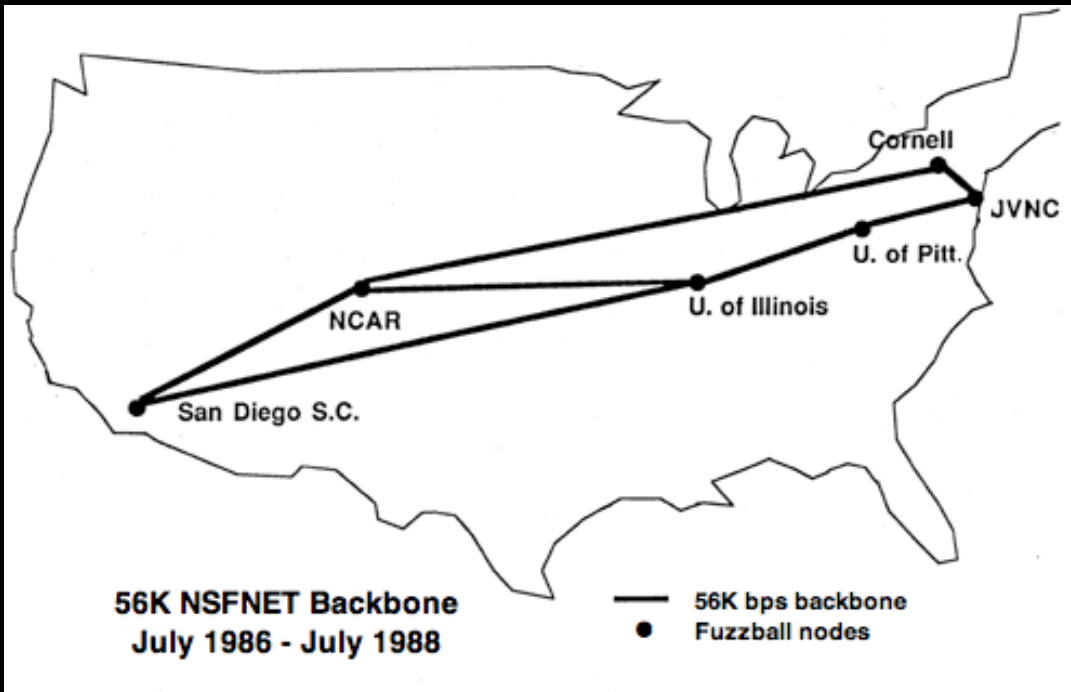 Cornell
JVNC
U. of Pitt.
U. of Illinois
NCAR
San Diego S.C.
56K NSFNET Backbone
July 1986 - July 1988
56K bps backbone
Fuzzball nodes